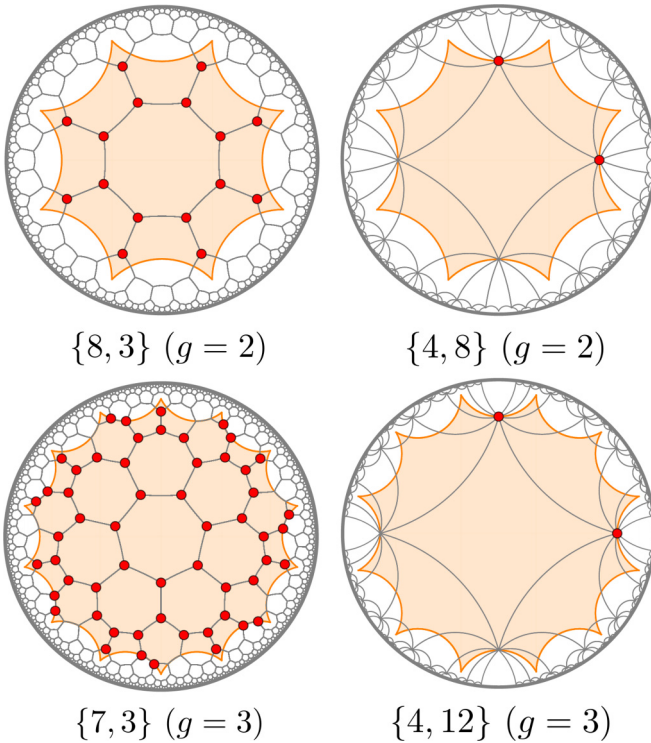 {8, 3} (g = 2)
{4, 8} (g = 2)
{7, 3} (g = 3)
{4, 12} (g = 3)